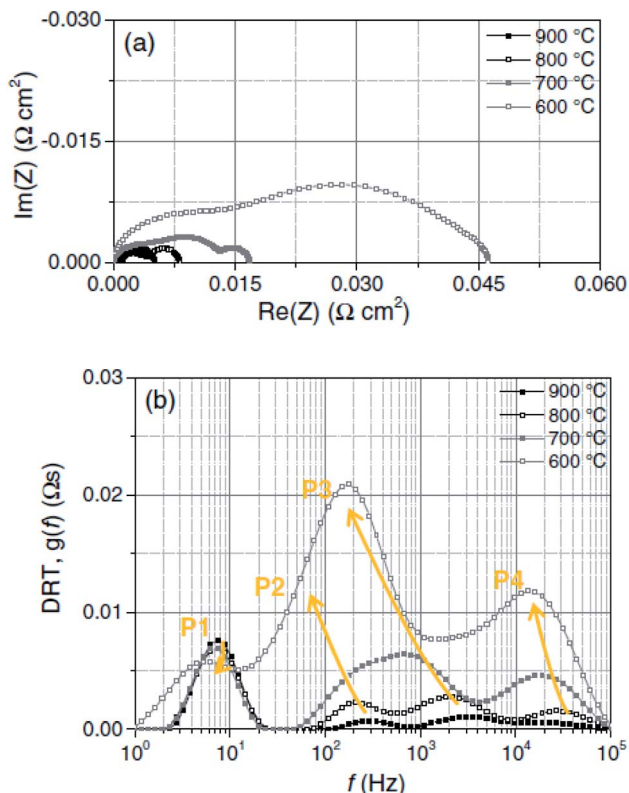 (a)
900 °C
800 °C
700 °C
600 °C
-0.030
-0.015
0.000
Im(Z) (Ω cm²)
0.000 0.015 0.030 0.045 0.060
Re(Z) (Ω cm²)
(b)
900 °C
800 °C
700 °C
600 °C
0.03
0.02
0.01
0.00
DRT, g(f) (Ωs)
P1
P2
P3
P4
10⁰ 10¹ 10² 10³ 10⁴ 10⁵
f (Hz)